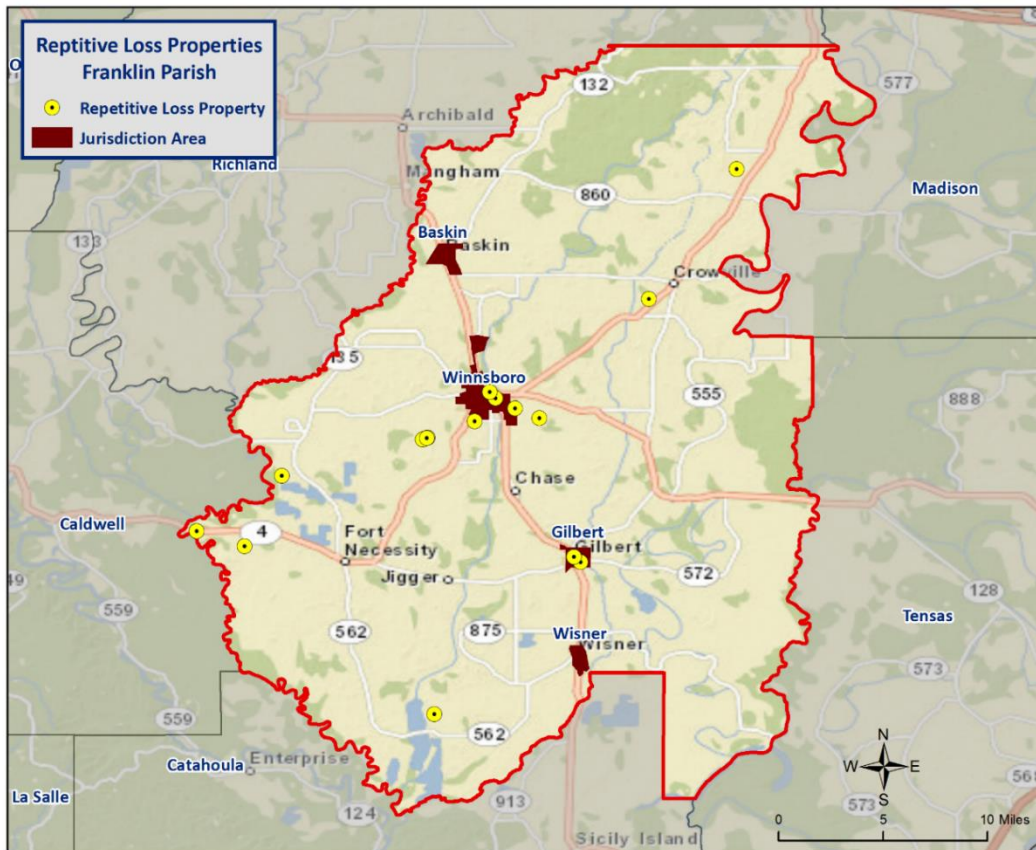 Reptitive Loss Properties
Franklin Parish
Repetitive Loss Property
Jurisdiction Area
132
577
Archibald
Richland
Mangham
860
Madison
133
Baskin
Baskin
Crowville
Winnsboro
555
888
Chase
Caldwell
4
Fort
Necessity
Gilbert
Gilbert
Jigger
572
128
559
562
875
Wisner
Wisner
Tensas
573
559
562
Catahoula
Enterprise
La Salle
124
913
573
Sicily Island
N
W
E
S
0
5
10 Miles